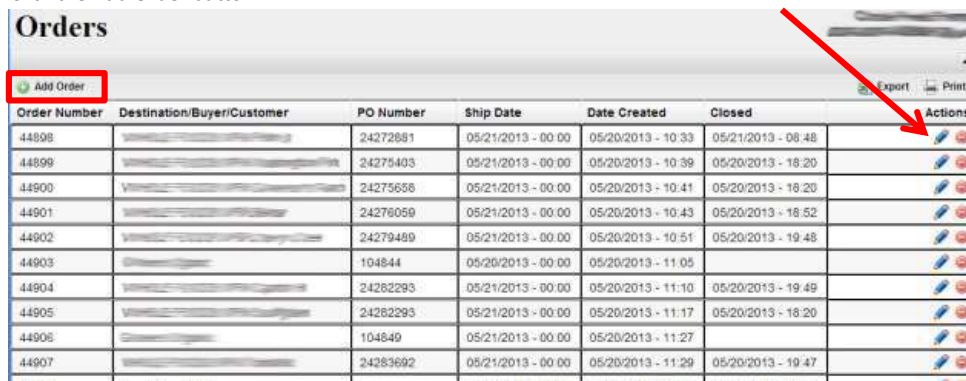 Orders
Add Order
Export Print
Order Number Destination/Buyer/Customer PO Number Ship Date Date Created Closed Actions
44898 24272881 05/21/2013 - 00:00 05/20/2013 - 10:33 05/21/2013 - 08:48
44899 24275403 05/21/2013 - 00:00 05/20/2013 - 10:39 05/20/2013 - 18:20
44900 24275658 05/21/2013 - 00:00 05/20/2013 - 10:41 05/20/2013 - 18:20
44901 24276059 05/21/2013 - 00:00 05/20/2013 - 10:43 05/20/2013 - 18:52
44902 24279489 05/21/2013 - 00:00 05/20/2013 - 10:51 05/20/2013 - 19:48
44903 104844 05/20/2013 - 00:00 05/20/2013 - 11:05
44904 24282293 05/21/2013 - 00:00 05/20/2013 - 11:10 05/20/2013 - 19:49
44905 24282293 05/21/2013 - 00:00 05/20/2013 - 11:17 05/20/2013 - 18:20
44906 104849 05/21/2013 - 00:00 05/20/2013 - 11:27
44907 24283692 05/21/2013 - 00:00 05/20/2013 - 11:29 05/20/2013 - 19:47